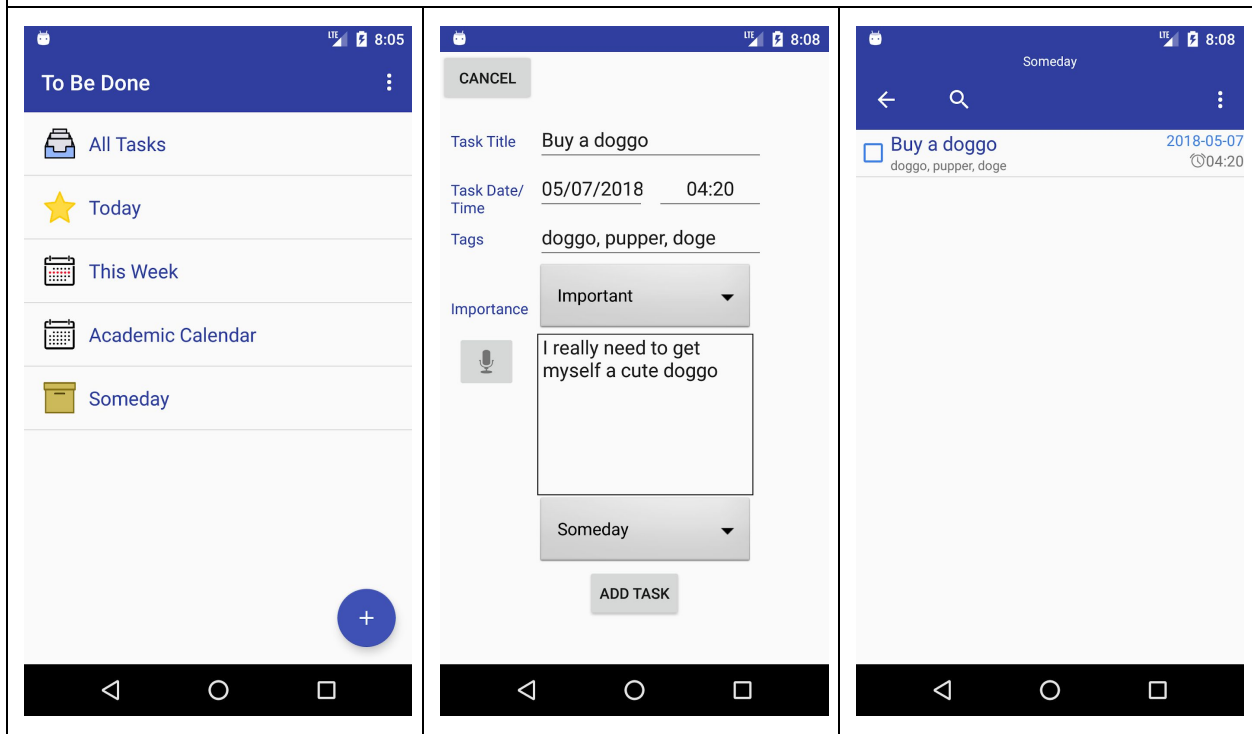 LTE 8:05
To Be Done
All Tasks
Today
This Week
Academic Calendar
Someday
+
LTE 8:08
CANCEL
Task Title Buy a doggo
Task Date/ 05/07/2018 04:20
Time
Tags doggo, pupper, doge
Important
Importance
I really need to get
myself a cute doggo
Someday
ADD TASK
LTE 8:08
Someday
Buy a doggo 2018-05-07
doggo, pupper, doge 04:20